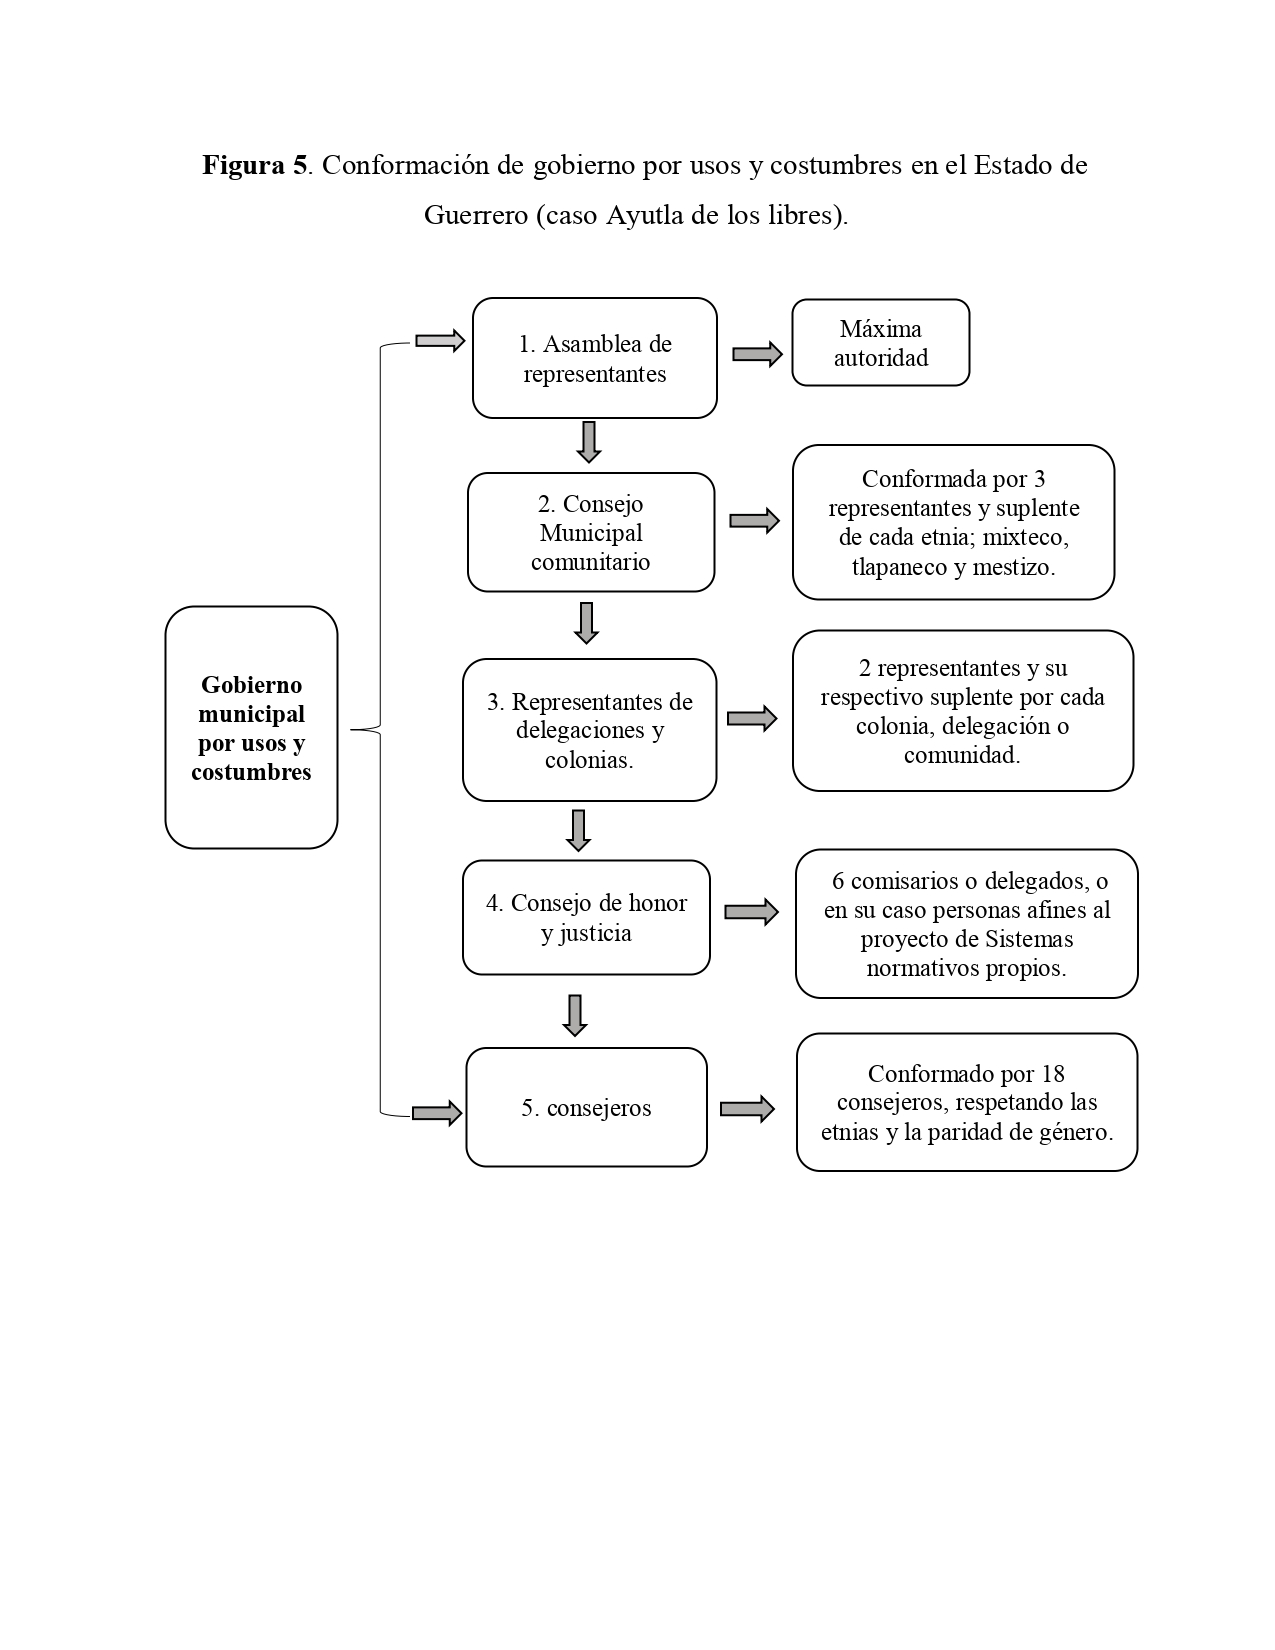 Figura 5. Conformación de gobierno por usos y costumbres en el Estado de
Guerrero (caso Ayutla de los libres).
Gobierno
municipal
por usos y
costumbres
1. Asamblea de
representantes
Máxima
autoridad
2. Consejo
Municipal
comunitario
Conformada por 3
representantes y suplente
de cada etnia; mixteco,
tlapaneco y mestizo.
3. Representantes de
delegaciones y
colonias.
2 representantes y su
respectivo suplente por cada
colonia, delegación o
comunidad.
4. Consejo de honor
y justicia
6 comisarios o delegados, o
en su caso personas afines al
proyecto de Sistemas
normativos propios.
5. consejeros
Conformado por 18
consejeros, respetando las
etnias y la paridad de género.